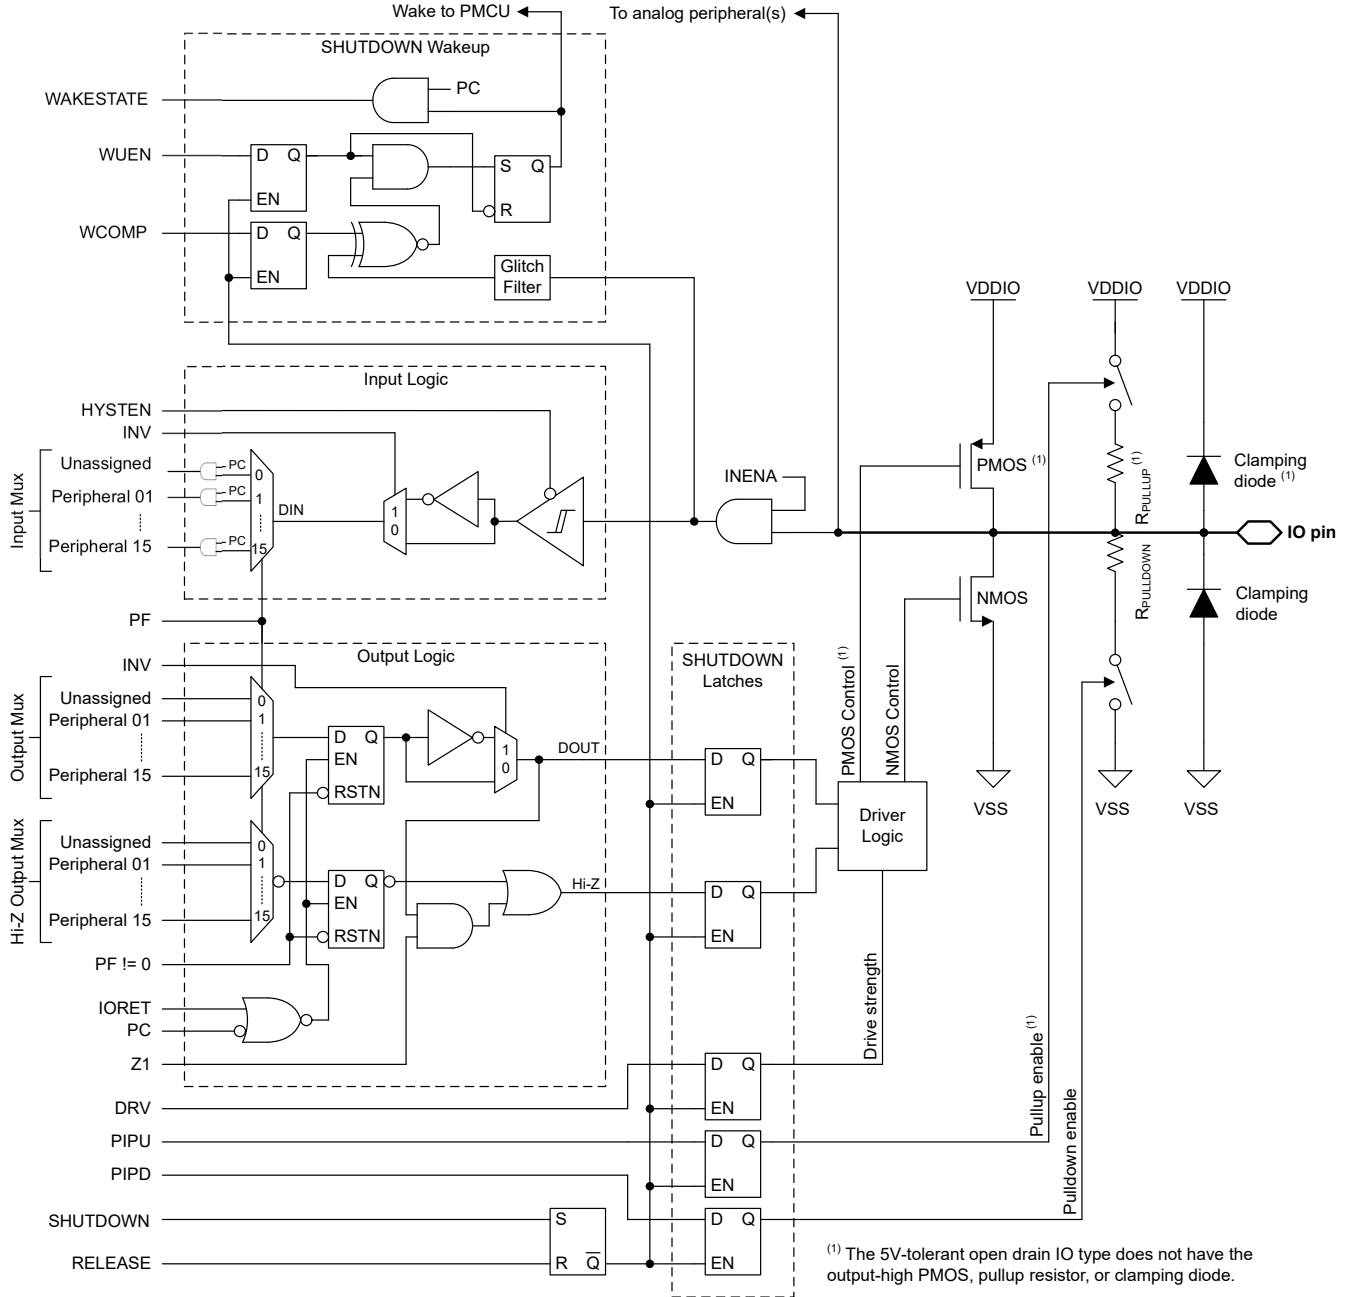 Wake to PMCU
To analog peripheral(s)
SHUTDOWN Wakeup
WAKESTATE
PC
WUEN
D Q
EN
S Q
R
WCOMP
D Q
EN
Glitch
Filter
VDDIO
VDDIO
VDDIO
Input Logic
HYSTEN
INV
Input Mux
Unassigned
PC
0
Peripheral 01
PC
1
Peripheral 15
PC
15
DIN
1
0
INENA
PMOS (1)
RPULLUP (1)
Clamping
diode (1)
IO pin
RPULLDOWN
NMOS
Clamping
diode
PF
INV
Output Logic
SHUTDOWN
Latches
PMOS Control (1)
NMOS Control
Output Mux
Unassigned
0
Peripheral 01
1
Peripheral 15
15
D Q
EN
RSTN
1
0
DOUT
D Q
EN
VSS
VSS
VSS
Driver
Logic
Hi-Z Output Mux
Unassigned
0
Peripheral 01
1
Peripheral 15
15
D Q
EN
RSTN
Hi-Z
D Q
EN
PF != 0
IORET
PC
Z1
Drive strength
D Q
EN
DRV
PIPU
D Q
EN
Pullup enable (1)
PIPD
Pulldown enable
SHUTDOWN
S
D Q
EN
RELEASE
R Q
(1) The 5V-tolerant open drain IO type does not have the
output-high PMOS, pullup resistor, or clamping diode.